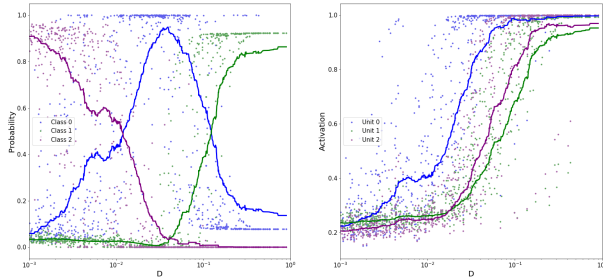 1.0
0.8
0.6
0.4
0.2
0.0
Probability
Class 0
Class 1
Class 2
10⁻³
10⁻²
10⁻¹
10⁰
D
1.0
0.8
0.6
0.4
0.2
Activation
Unit 0
Unit 1
Unit 2
10⁻³
10⁻²
10⁻¹
10⁰
D